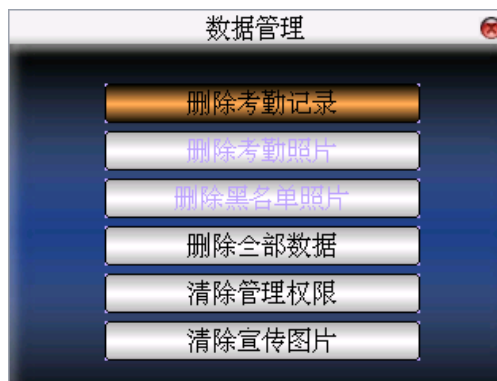 数据管理
删除考勤记录
删除考勤照片
删除黑名单照片
删除全部数据
清除管理权限
清除宣传图片